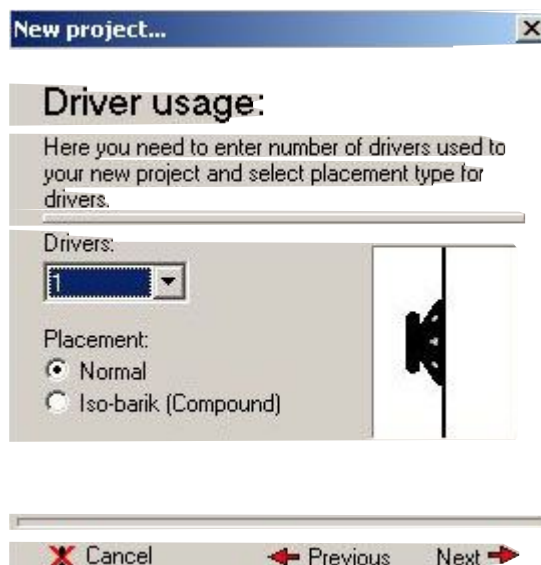 New project...
Driver usage:
Here you need to enter number of drivers used to
your new project and select placement type for
drivers.
Drivers:
1
Placement:
Normal
Iso-barik (Compound)
Cancel
Previous
Next